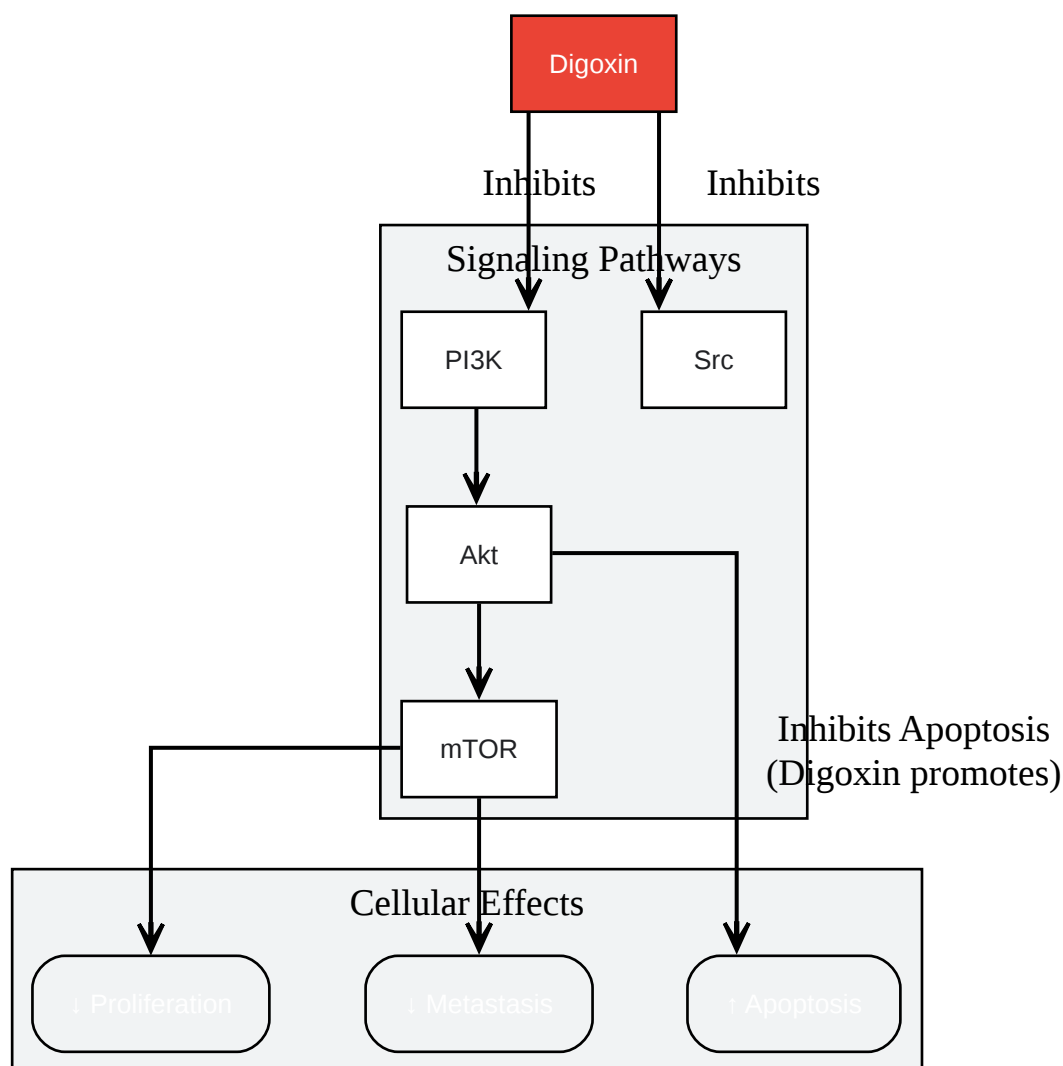 Digoxin
Inhibits
Inhibits
Signaling Pathways
PI3K
Src
Akt
mTOR
Inhibits Apoptosis
(Digoxin promotes)
Cellular Effects
↓ Proliferation
↓ Metastasis
↑ Apoptosis